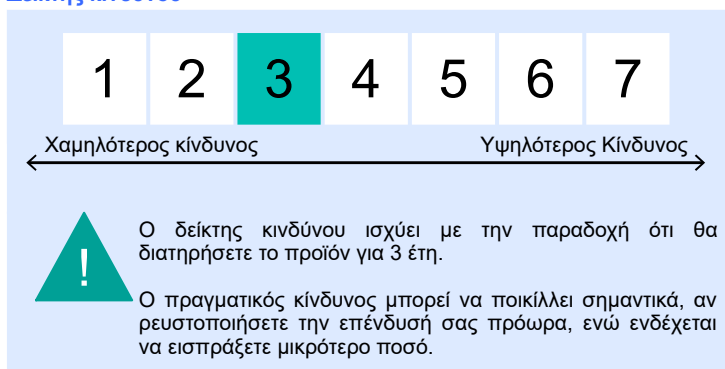 1 2 3 4 5 6 7
Χαμηλότερος κίνδυνος Υψηλότερος Κίνδυνος
!
Ο δείκτης κινδύνου ισχύει με την παραδοχή ότι θα
διατηρήσετε το προϊόν για 3 έτη.
Ο πραγματικός κίνδυνος μπορεί να ποικίλλει σημαντικά, αν
ρευστοποιήσετε την επένδυσή σας πρόωρα, ενώ ενδέχεται
να εισπράξετε μικρότερο ποσό.